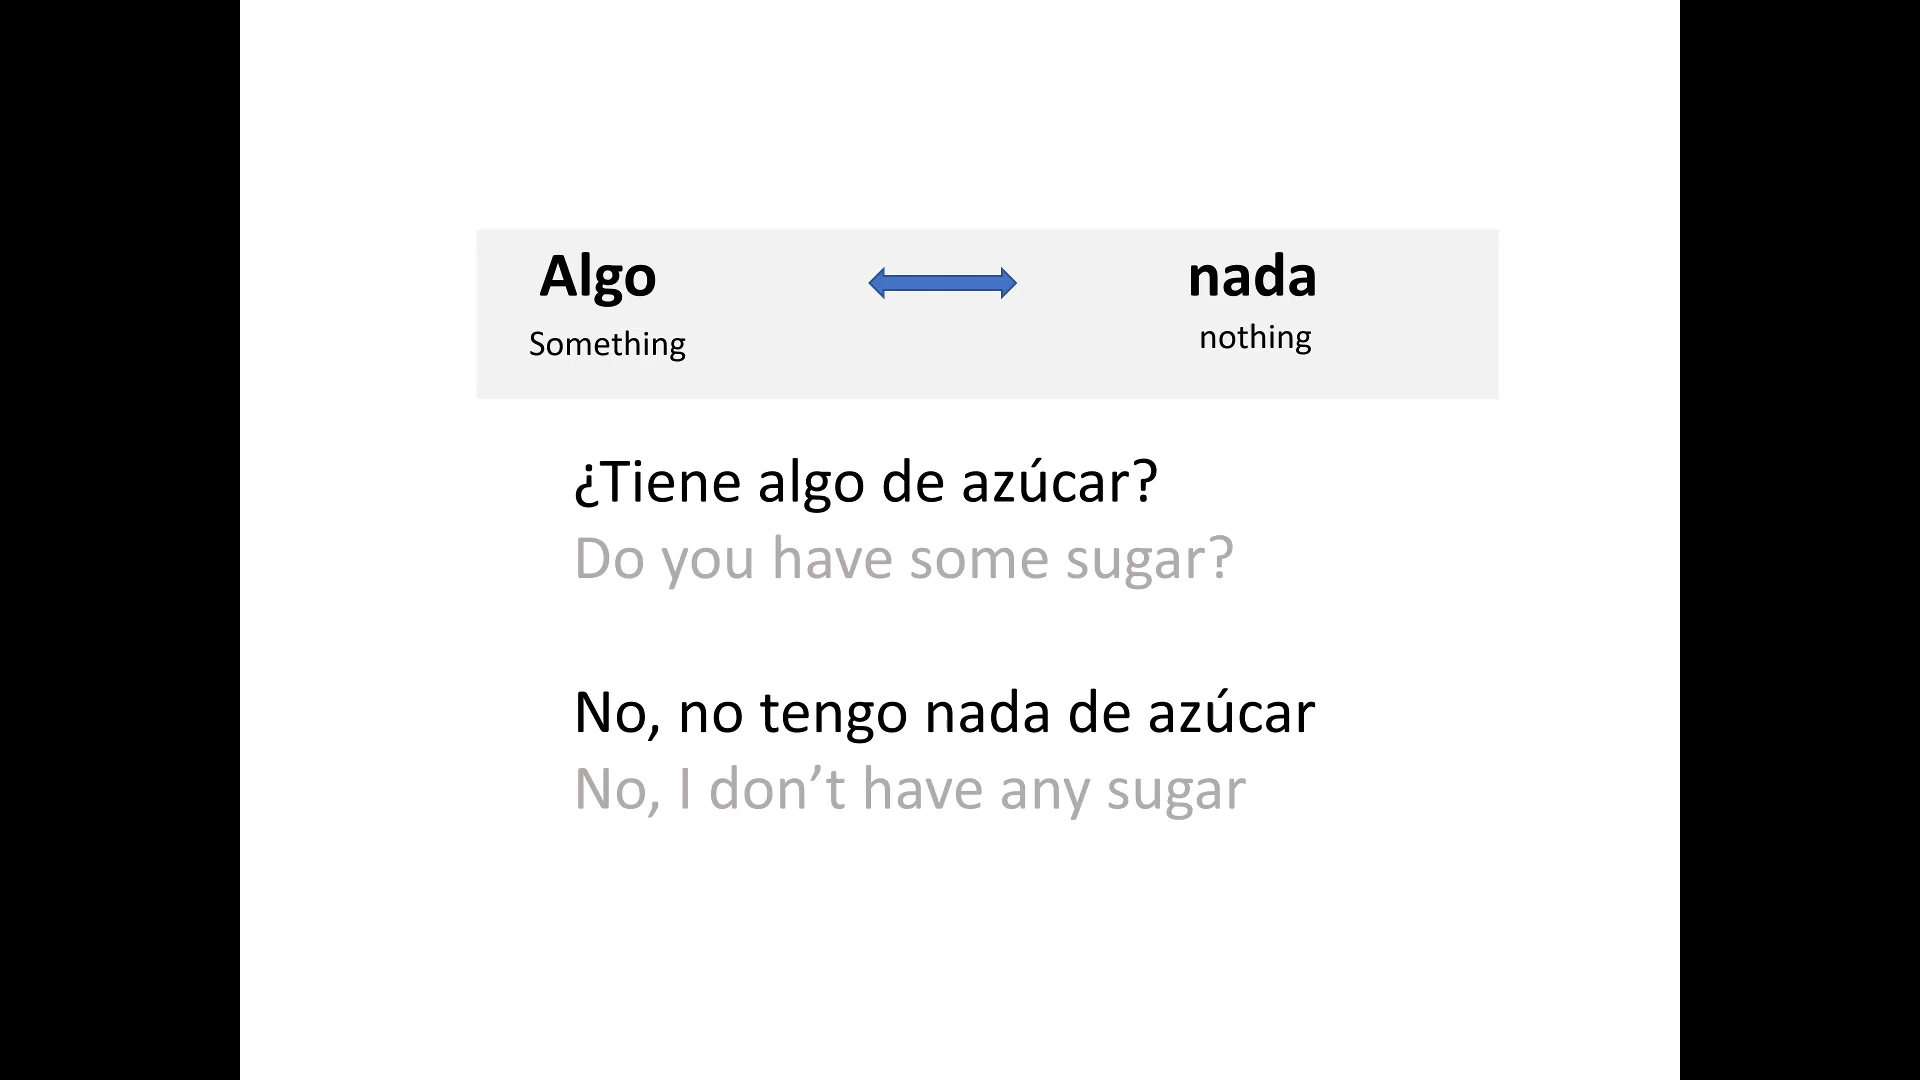 Algo nada
Something nothing
¿Tiene algo de azúcar?
Do you have some sugar?
No, no tengo nada de azúcar
No, I don’t have any sugar